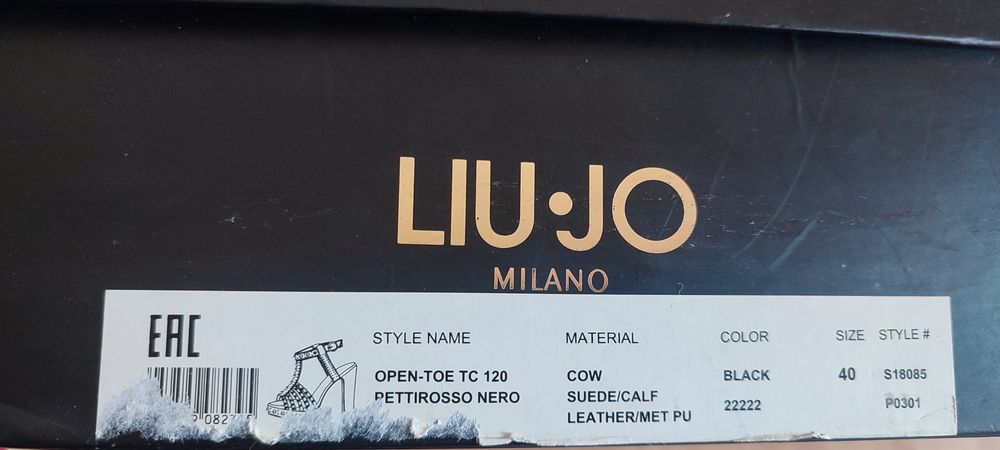 LIU·JO
MILANO
EAC
STYLE NAME MATERIAL COLOR SIZE STYLE #
OPEN-TOE TC 120 COW BLACK 40 S18085
PETTIROSSO NERO SUEDE/CALF 22222 P0301
LEATHER/MET PU